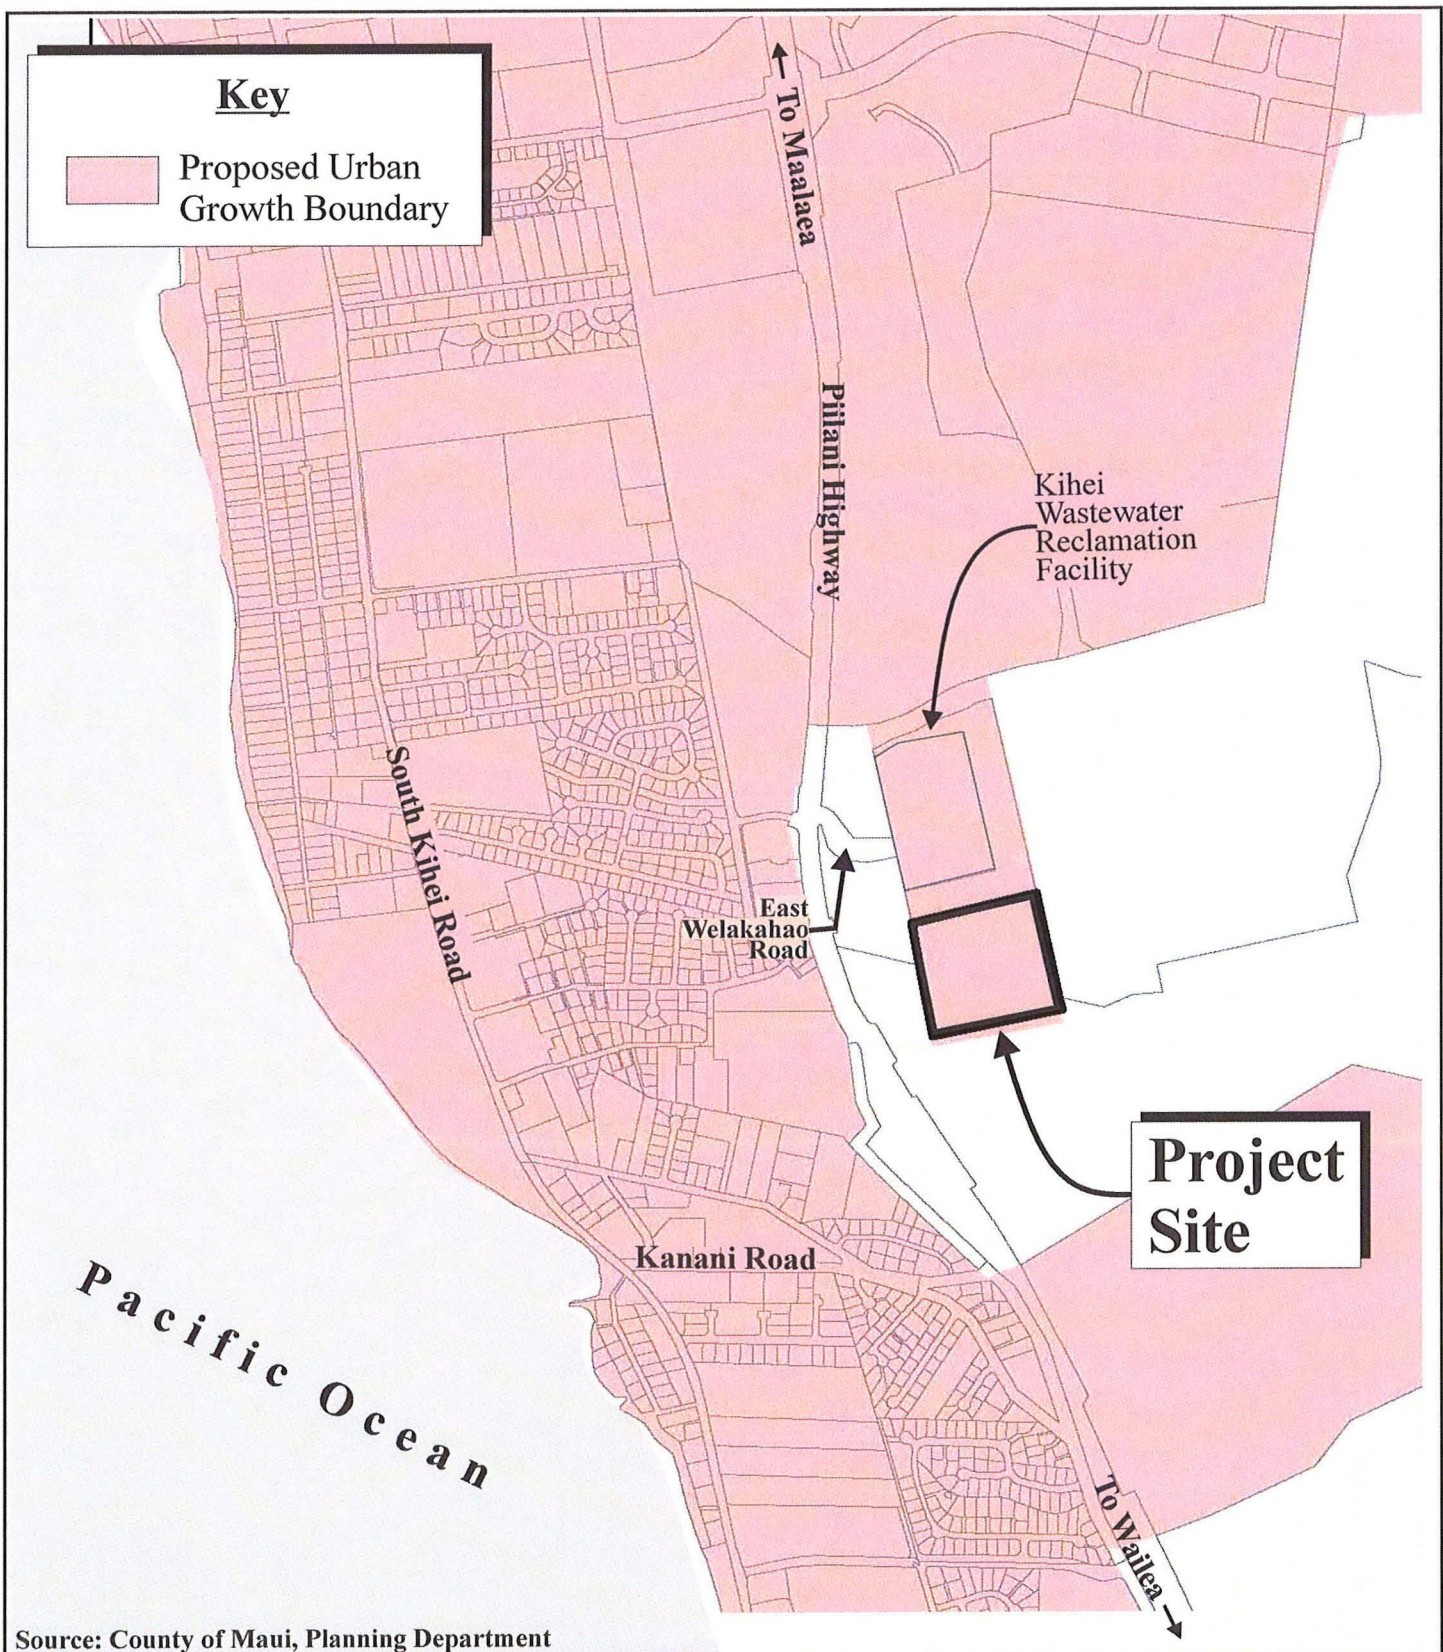 Key
Proposed Urban
Growth Boundary
To Maalaea
Piilani Highway
Kihei
Wastewater
Reclamation
Facility
South Kihei Road
East
Welakahao
Road
Project
Site
Kanani Road
Pacific Ocean
To Wailea
Source: County of Maui, Planning Department